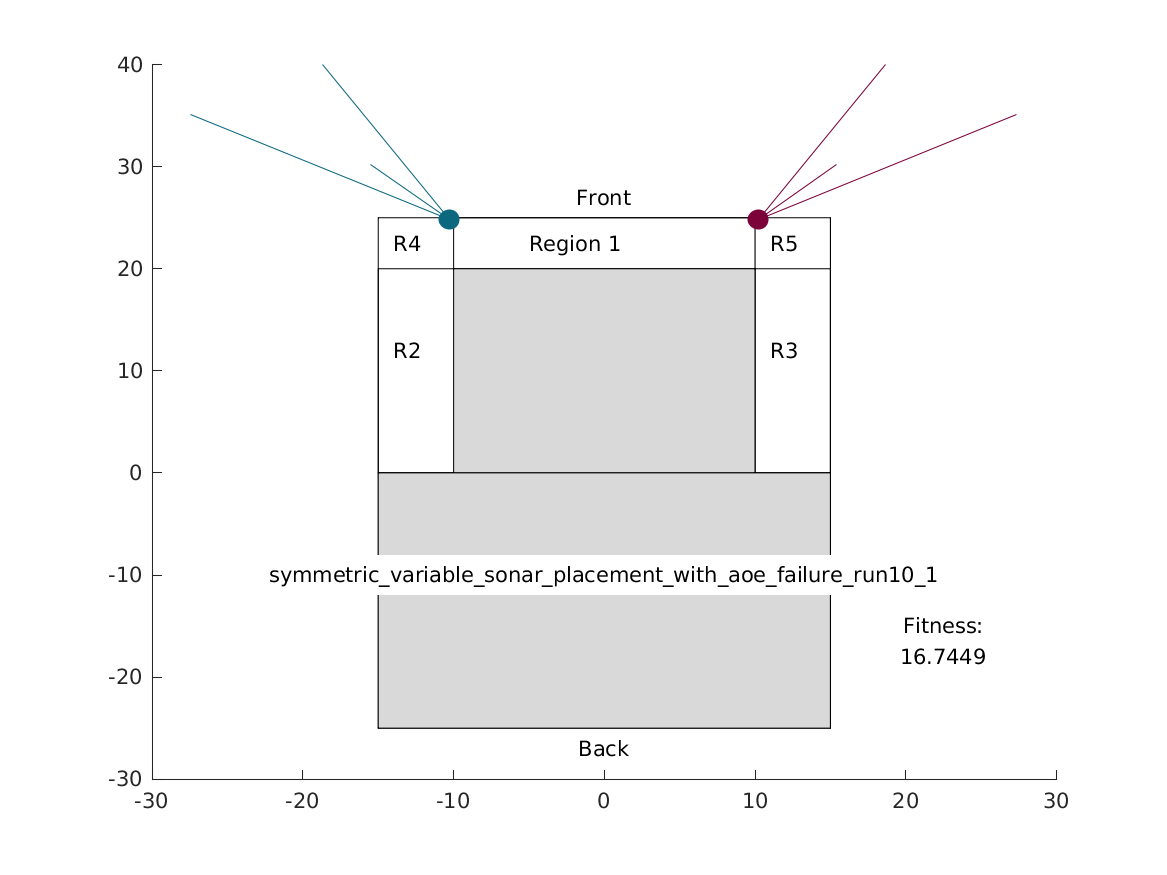 40
30
20
10
0
-10
-20
-30
Front
R4
Region 1
R5
R2
R3
symmetric_variable_sonar_placement_with_aoe_failure_run10_1
Fitness:
16.7449
Back
-30
-20
-10
0
10
20
30